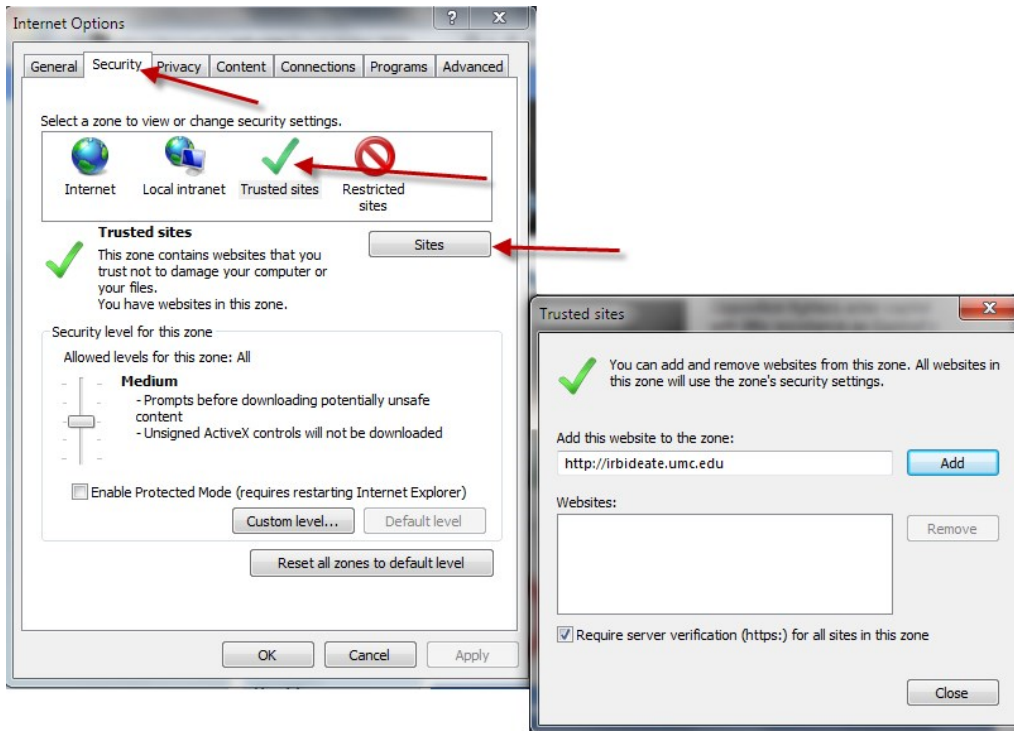 Internet Options
?
X
General Security Privacy Content Connections Programs Advanced
Select a zone to view or change security settings.
Internet Local intranet Trusted sites Restricted
sites
Trusted sites
Sites
This zone contains websites that you
trust not to damage your computer or
your files.
You have websites in this zone.
Security level for this zone
Allowed levels for this zone: All
Medium
- Prompts before downloading potentially unsafe
content
- Unsigned ActiveX controls will not be downloaded
Enable Protected Mode (requires restarting Internet Explorer)
Custom level... Default level
Reset all zones to default level
OK Cancel Apply
Trusted sites
X
You can add and remove websites from this zone. All websites in
this zone will use the zone's security settings.
Add this website to the zone:
http://irbideate.umc.edu Add
Websites:
Remove
Require server verification (https:) for all sites in this zone
Close